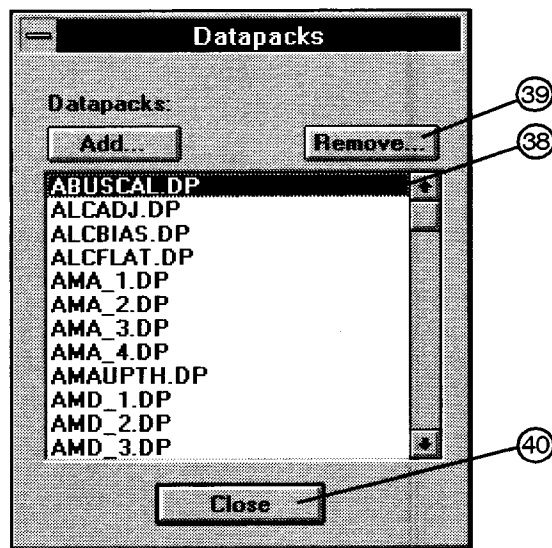 Datapacks
Datapacks:
Add...
Remove...
39
38
ABUSCAL.DP
ALCADJ.DP
ALCBIAS.DP
ALCFLAT.DP
AMA_1.DP
AMA_2.DP
AMA_3.DP
AMA_4.DP
AMAUPTH.DP
AMD_1.DP
AMD_2.DP
AMD_3.DP
40
Close